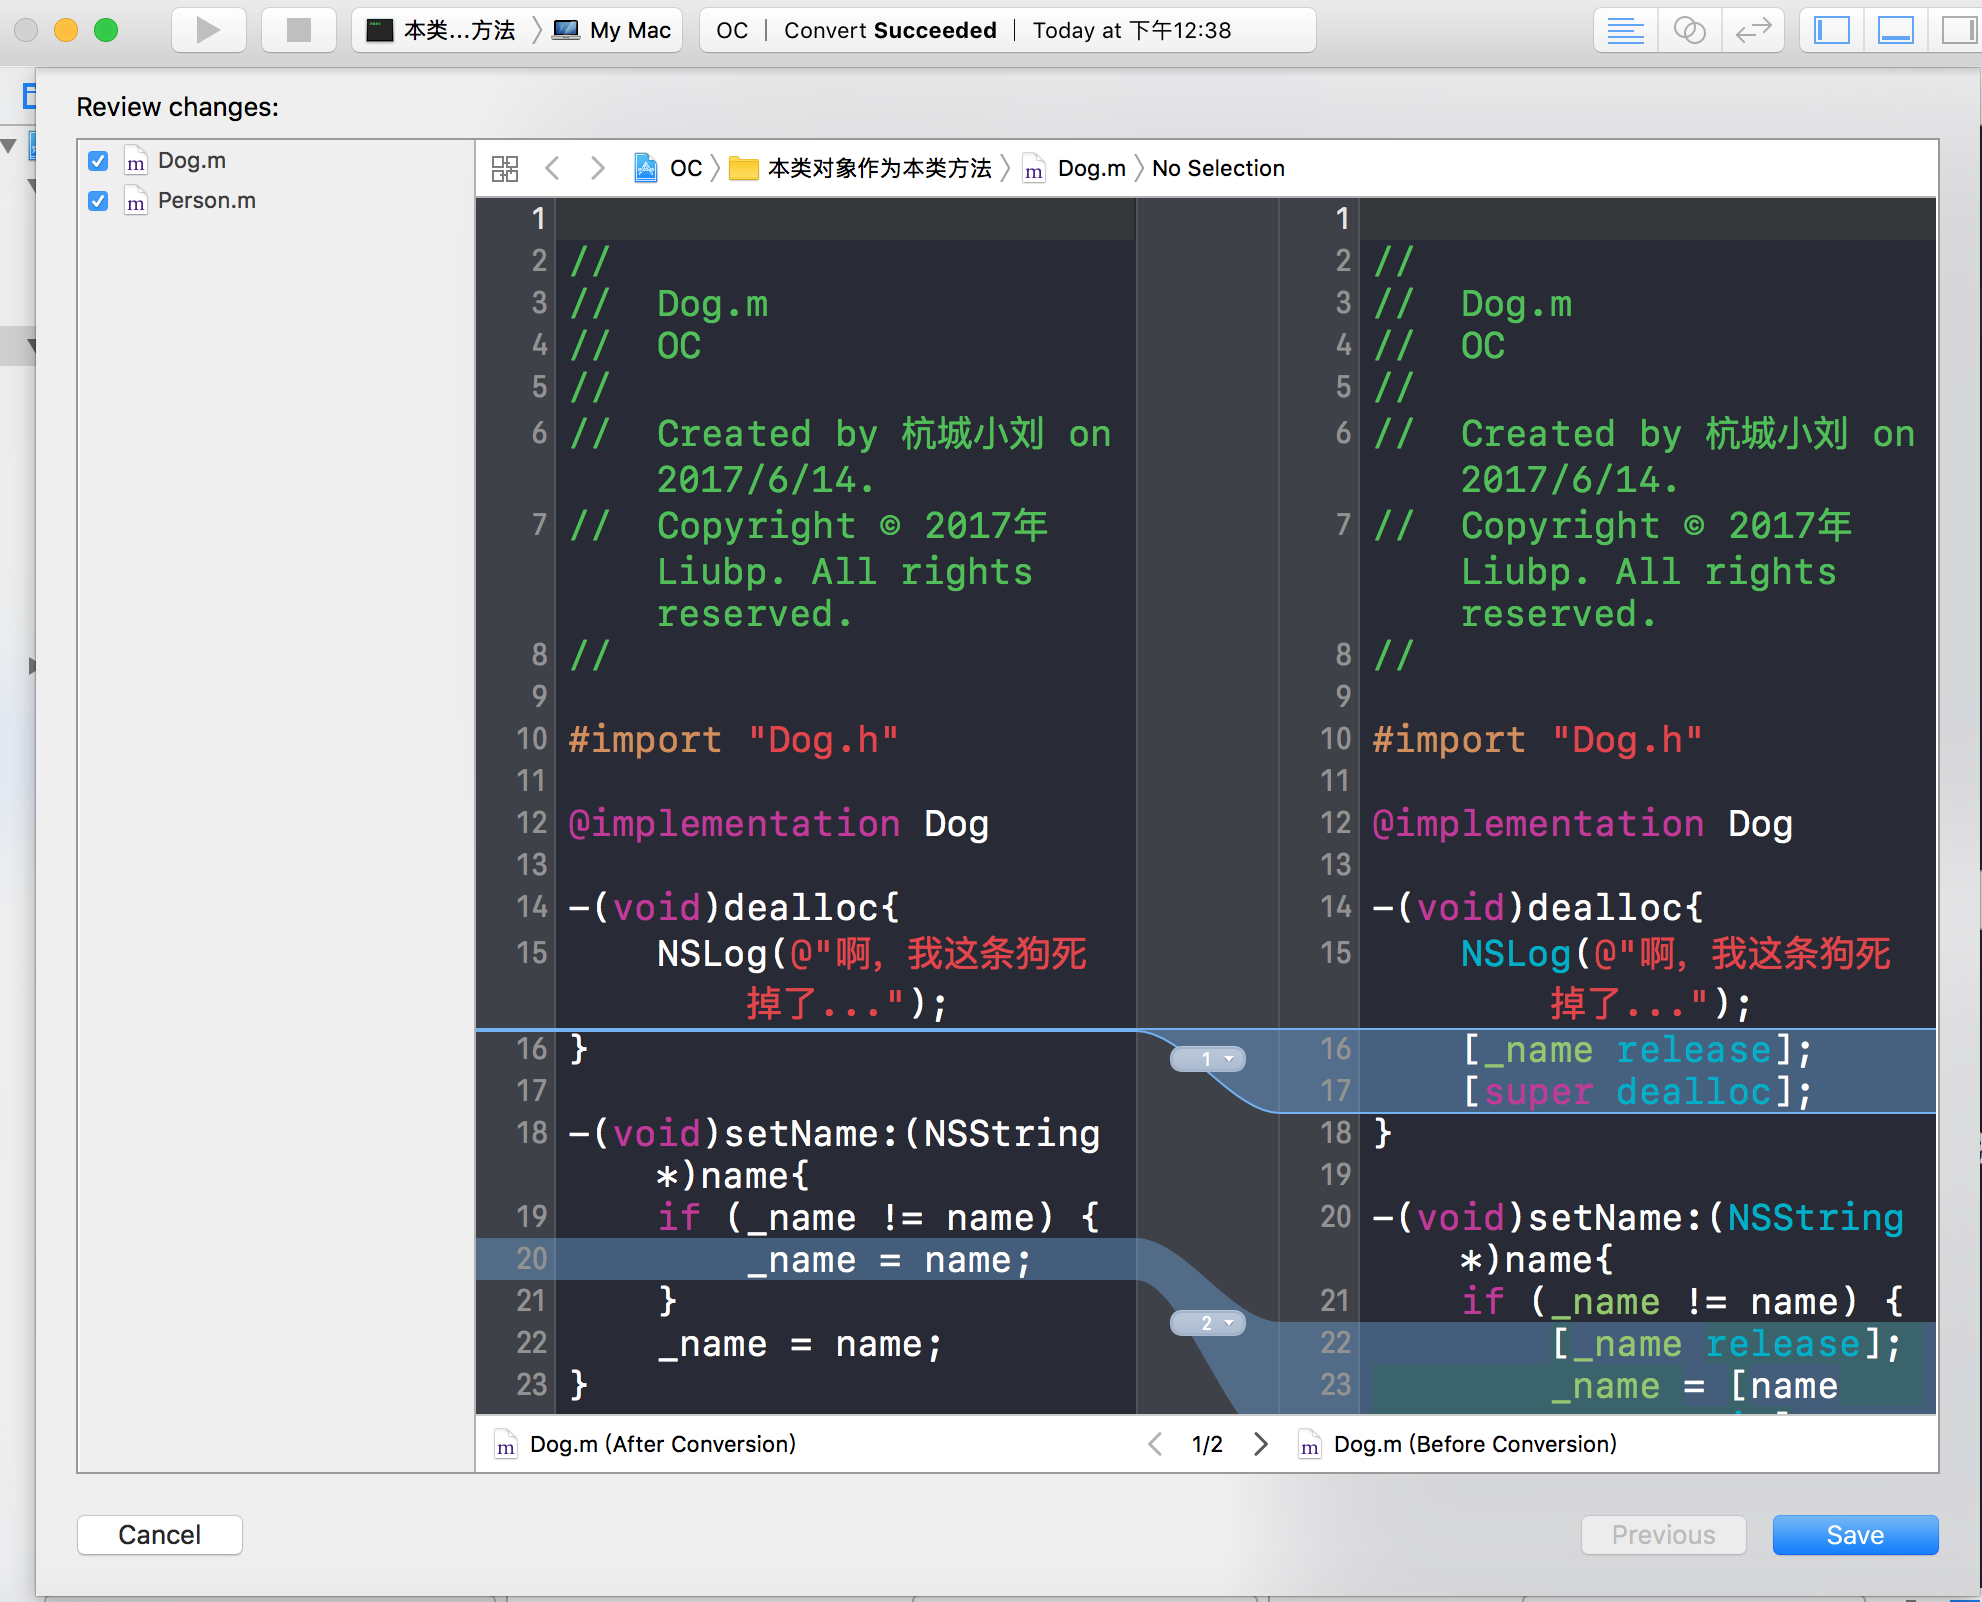 本类...方法 My Mac
OC | Convert Succeeded | Today at 下午12:38
Review changes:
Dog.m
Person.m
OC 本类对象作为本类方法 Dog.m No Selection
1
2 //
3 // Dog.m
4 // OC
5 //
6 // Created by 杭城小刘 on
2017/6/14.
7 // Copyright © 2017年
Liubp. All rights
reserved.
8 //
9
10 #import "Dog.h"
11
12 @implementation Dog
13
14 -(void)dealloc{
15 NSLog(@"啊，我这条狗死
掉了...");
16 }
17
18 -(void)setName:(NSString
*)name{
19 if (_name != name) {
20 _name = name;
21 }
22 _name = name;
23 }
1
2
1
2 //
3 // Dog.m
4 // OC
5 //
6 // Created by 杭城小刘 on
2017/6/14.
7 // Copyright © 2017年
Liubp. All rights
reserved.
8 //
9
10 #import "Dog.h"
11
12 @implementation Dog
13
14 -(void)dealloc{
15 NSLog(@"啊，我这条狗死
掉了...");
16 [_name release];
17 [super dealloc];
18 }
19
20 -(void)setName:(NSString
*)name{
21 if (_name != name) {
22 [_name release];
23 _name = [name
Dog.m (After Conversion)
1/2
Dog.m (Before Conversion)
Cancel
Previous
Save